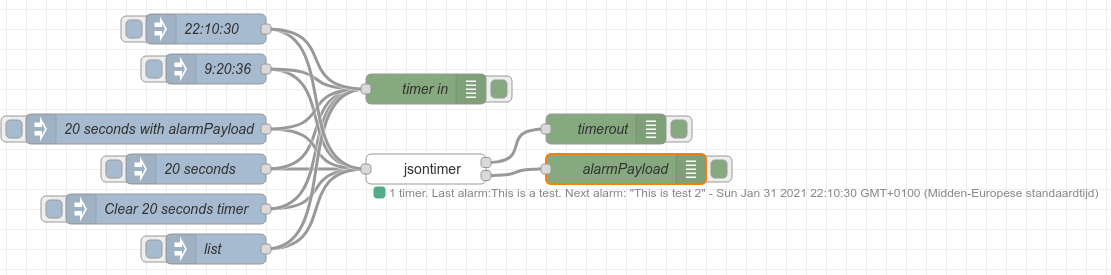 22:10:30
9:20:36
timer in
20 seconds with alarmPayload
timerout
20 seconds
jsontimer
alarmPayload
1 timer. Last alarm:This is a test. Next alarm: "This is test 2" - Sun Jan 31 2021 22:10:30 GMT+0100 (Midden-Europese standaardtijd)
Clear 20 seconds timer
list